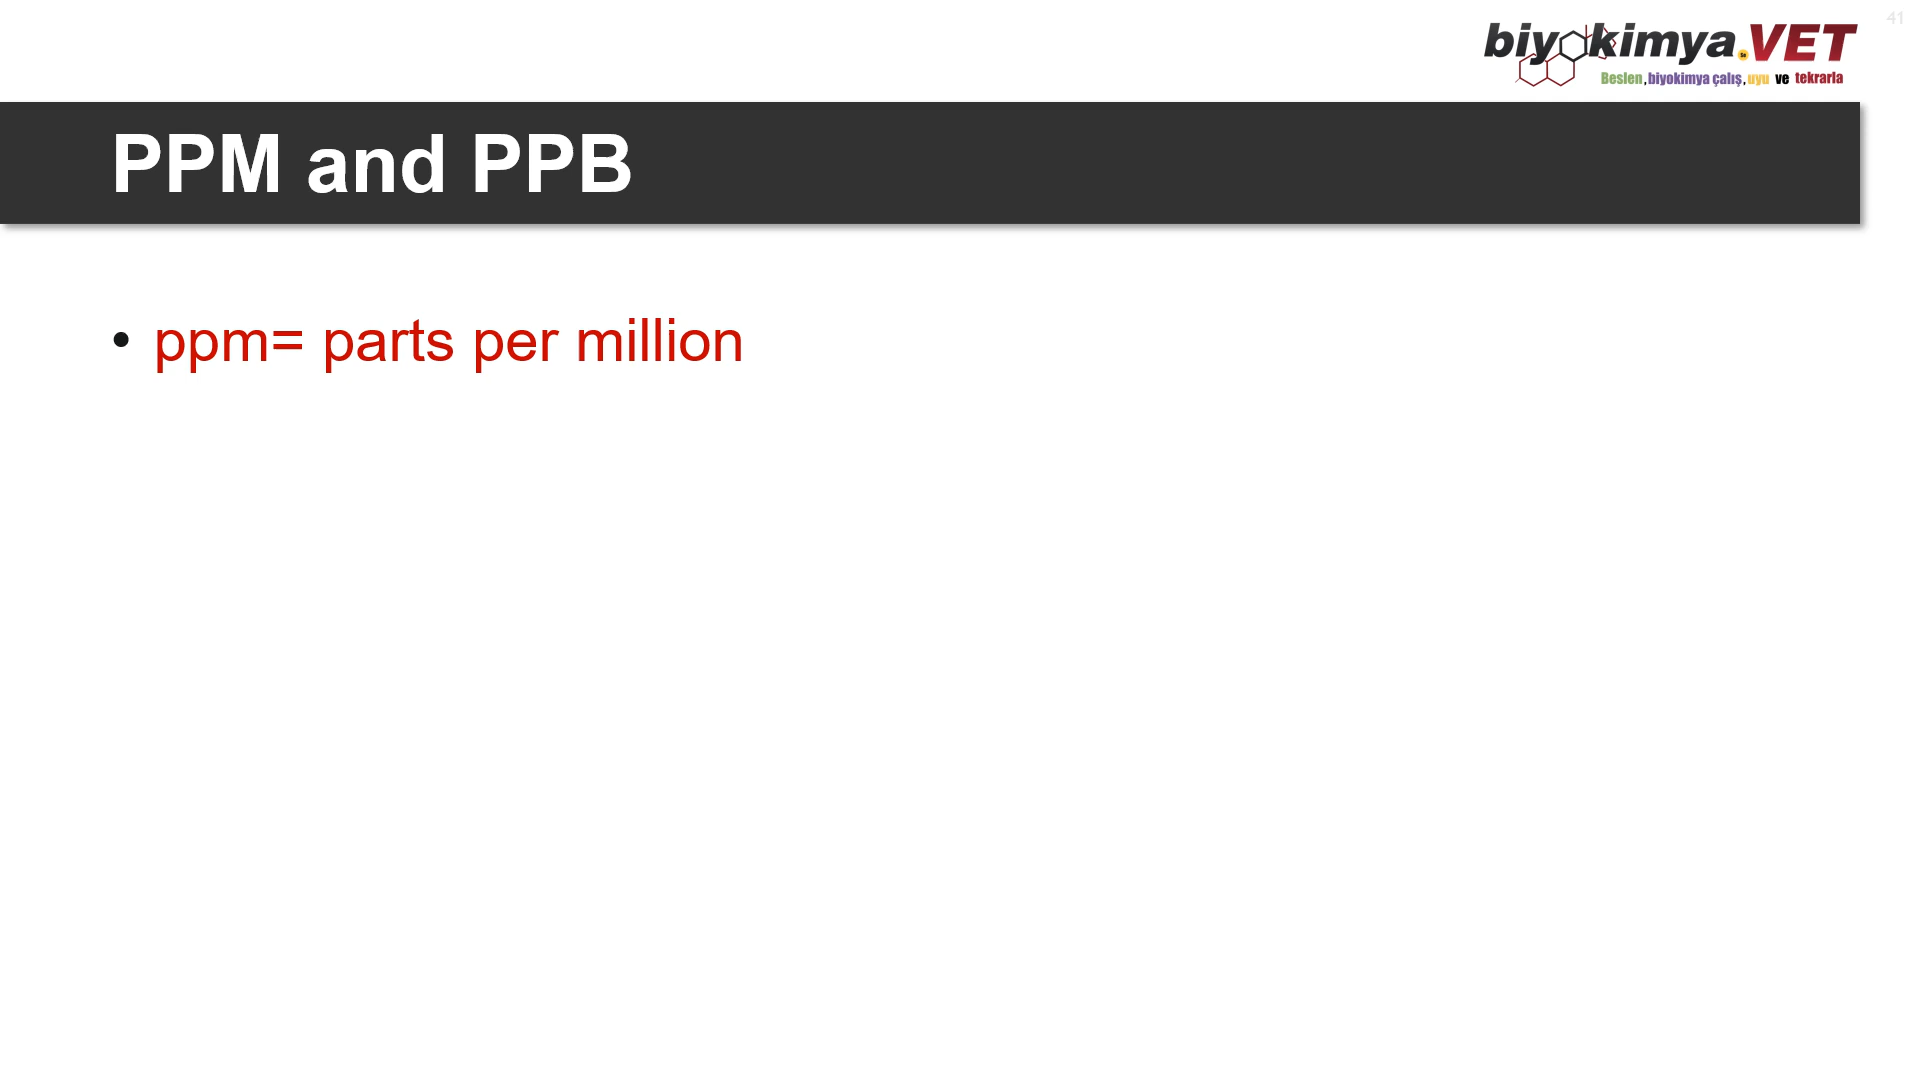 41
biyokimya.VET
Beslen, biyokimya çalış, uyu ve tekrarla
PPM and PPB
• ppm= parts per million